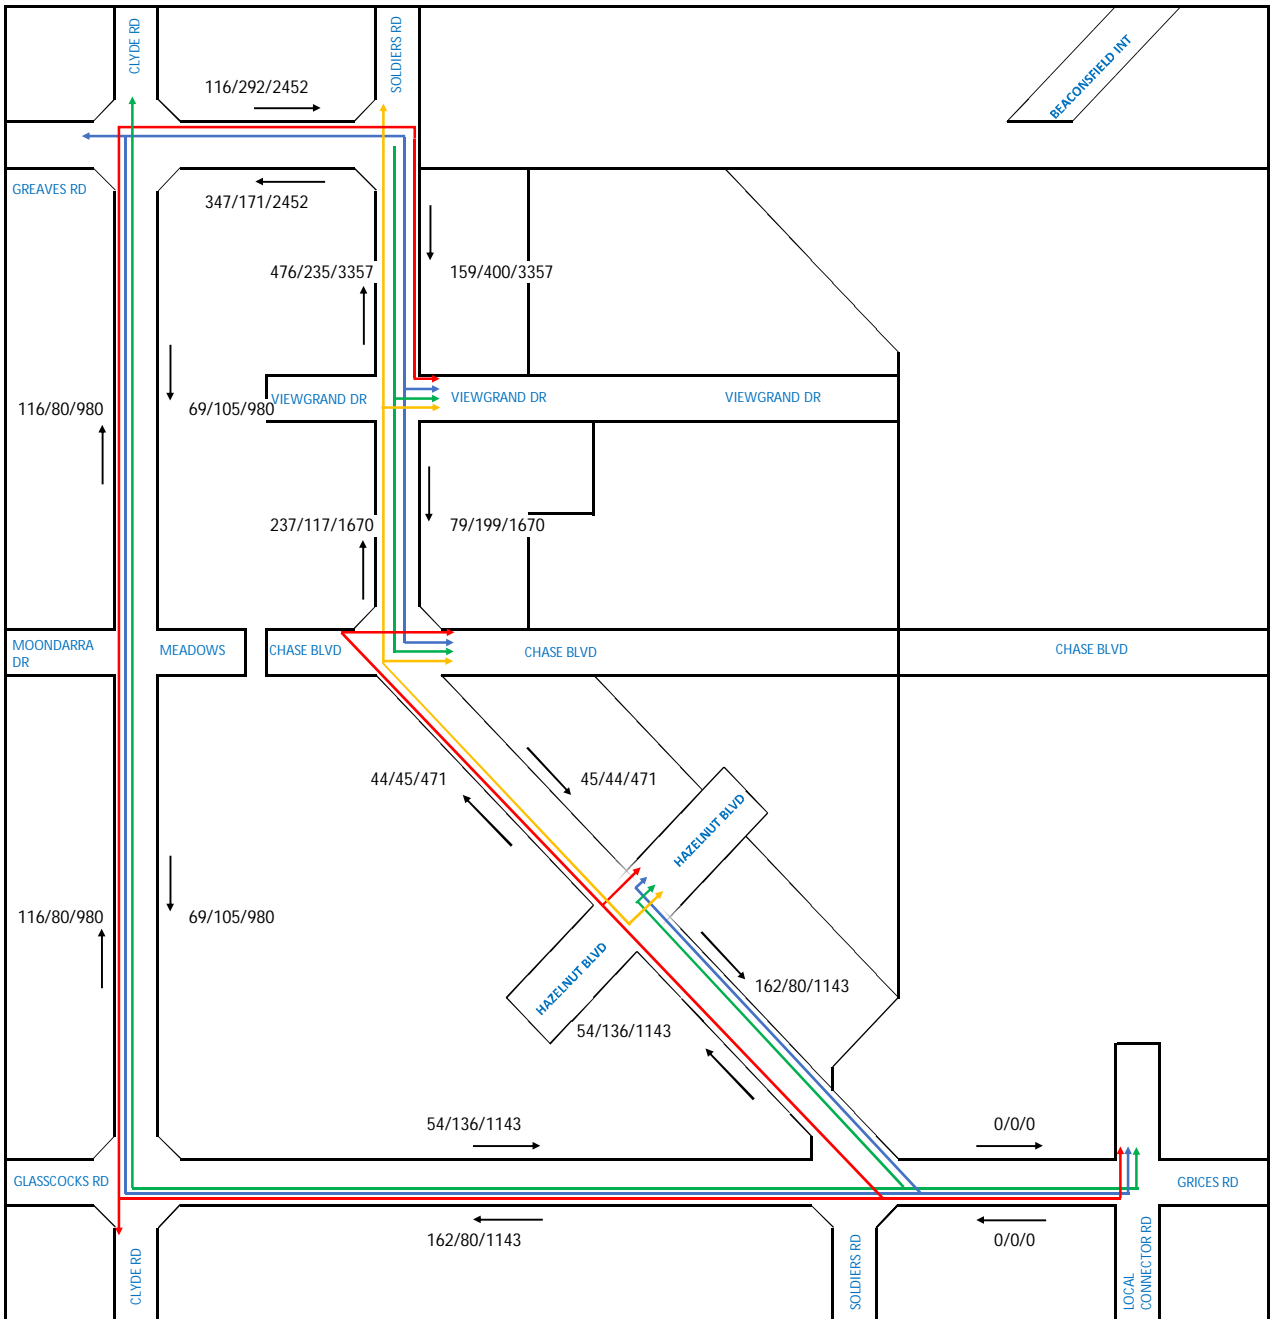 CLYDE RD
SOLDIERS RD
BEACONSFIELD INT
116/292/2452
GREAVES RD
347/171/2452
476/235/3357
159/400/3357
116/80/980
69/105/980
VIEWGRAND DR
VIEWGRAND DR
VIEWGRAND DR
237/117/1670
79/199/1670
MOONDARRA
DR
MEADOWS
CHASE BLVD
CHASE BLVD
CHASE BLVD
44/45/471
45/44/471
HAZELNUT BLVD
116/80/980
69/105/980
HAZELNUT BLVD
162/80/1143
54/136/1143
54/136/1143
0/0/0
GLASSCOCKS RD
GRICES RD
162/80/1143
0/0/0
CLYDE RD
SOLDIERS RD
LOCAL
CONNECTOR RD